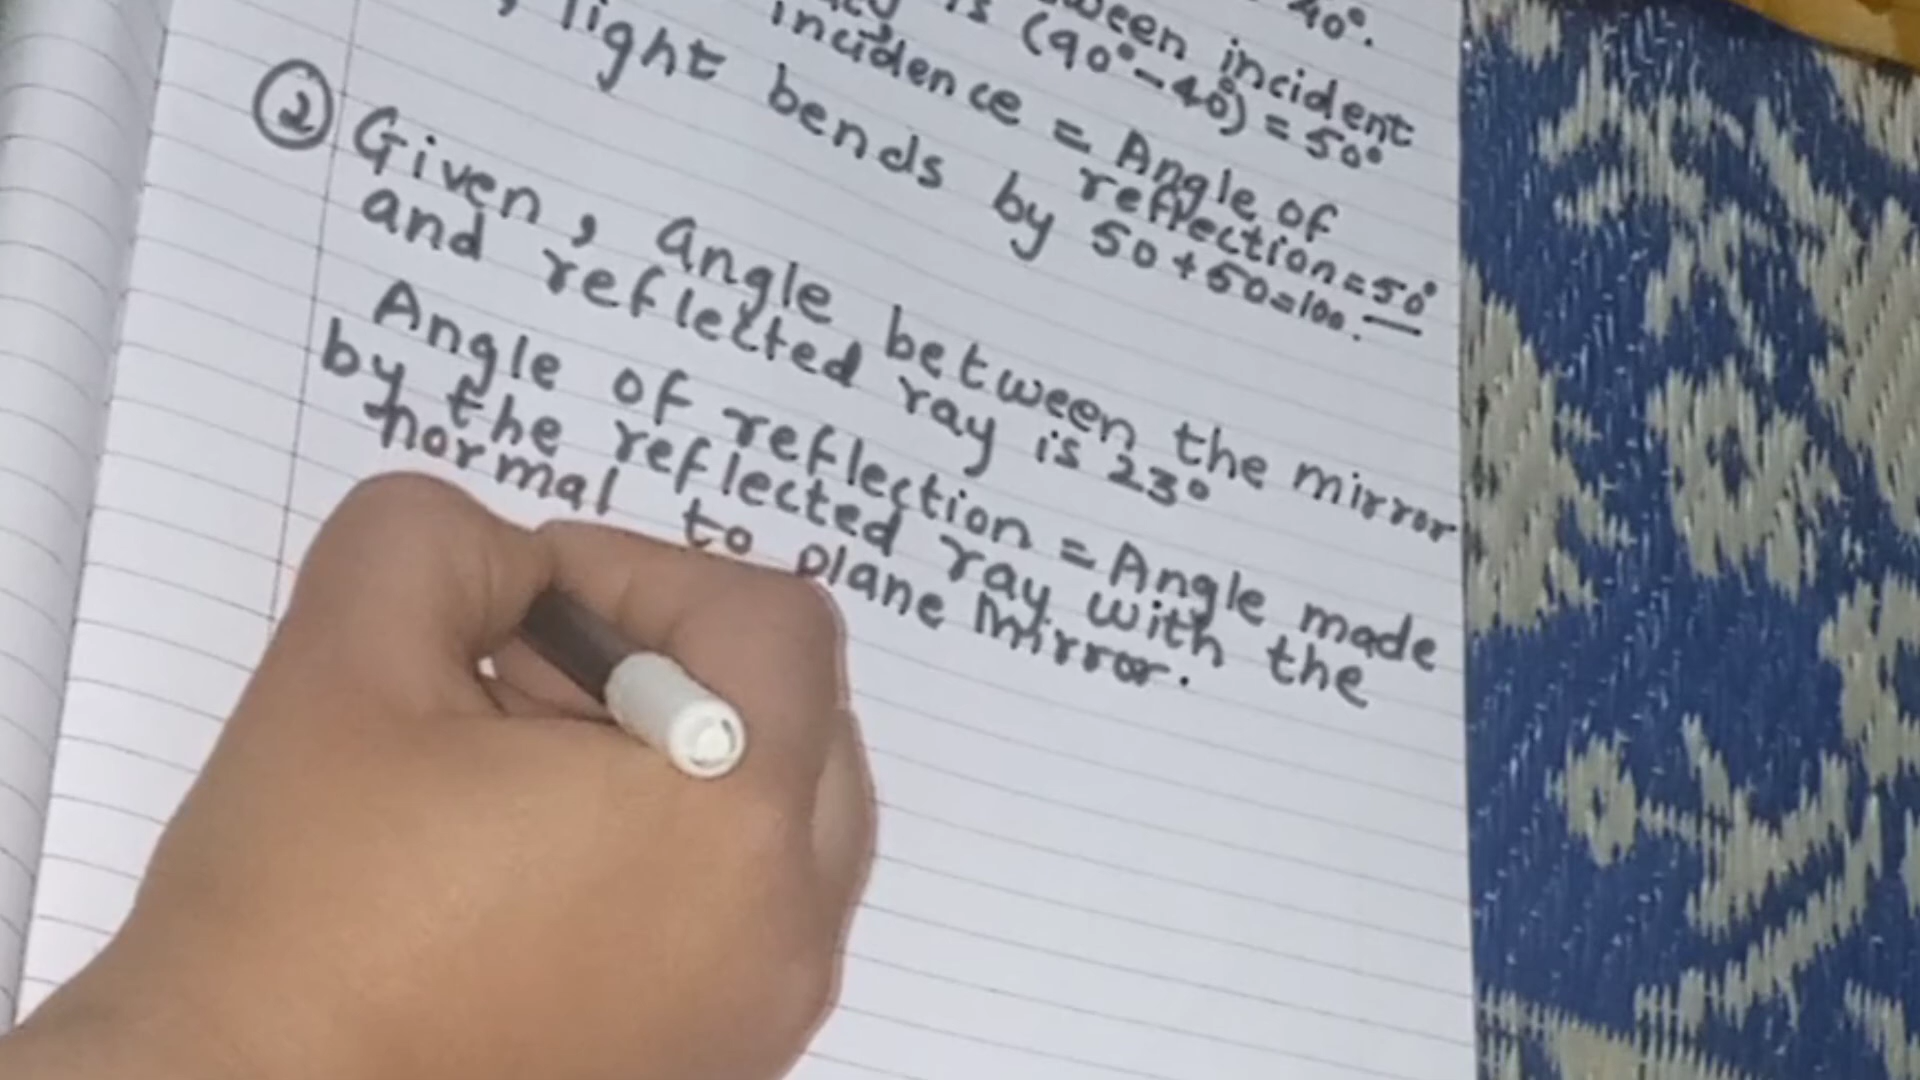 40°.
incident
is (90°-40°) = 50°
incidence = Angle of
reflection = 50°
light bends by 50+50=100.
② Given, angle between the mirror
and reflected ray is 23°
Angle of reflection = Angle made
by the reflected ray with the
normal to plane mirror.